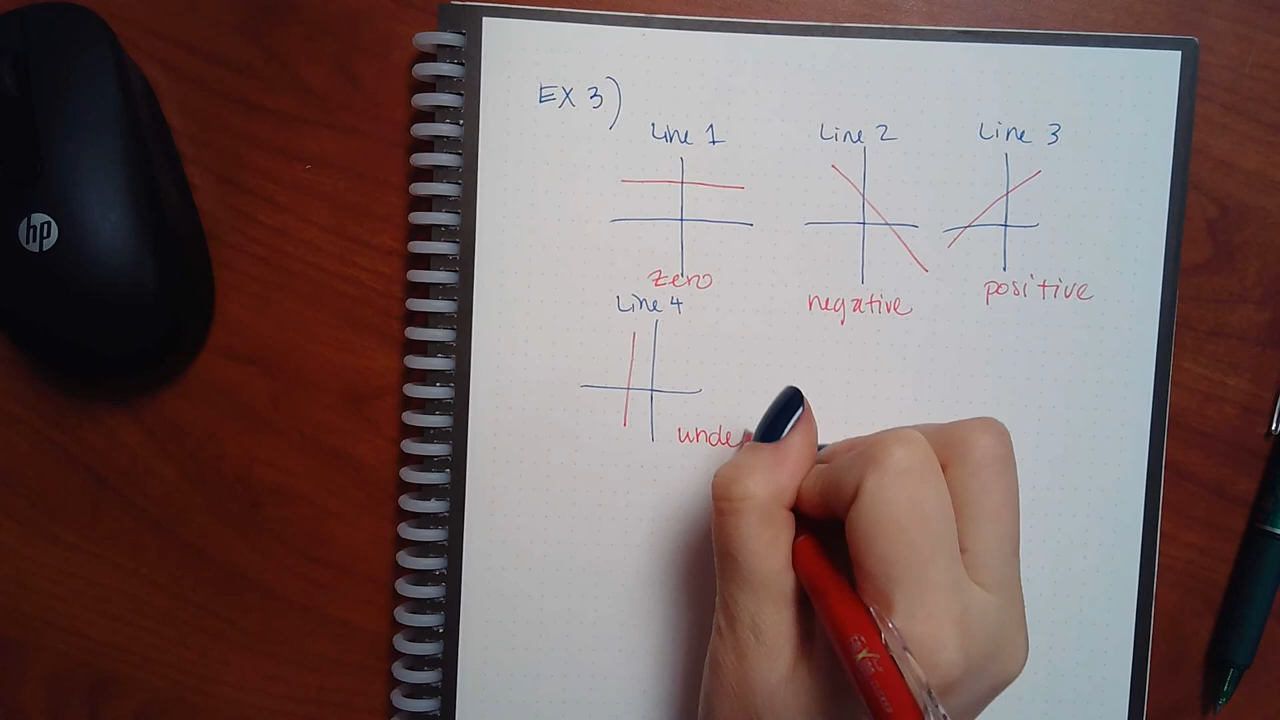 hp
EX 3)
Line 1 Line 2 Line 3
zero negative positive
Line 4
unde